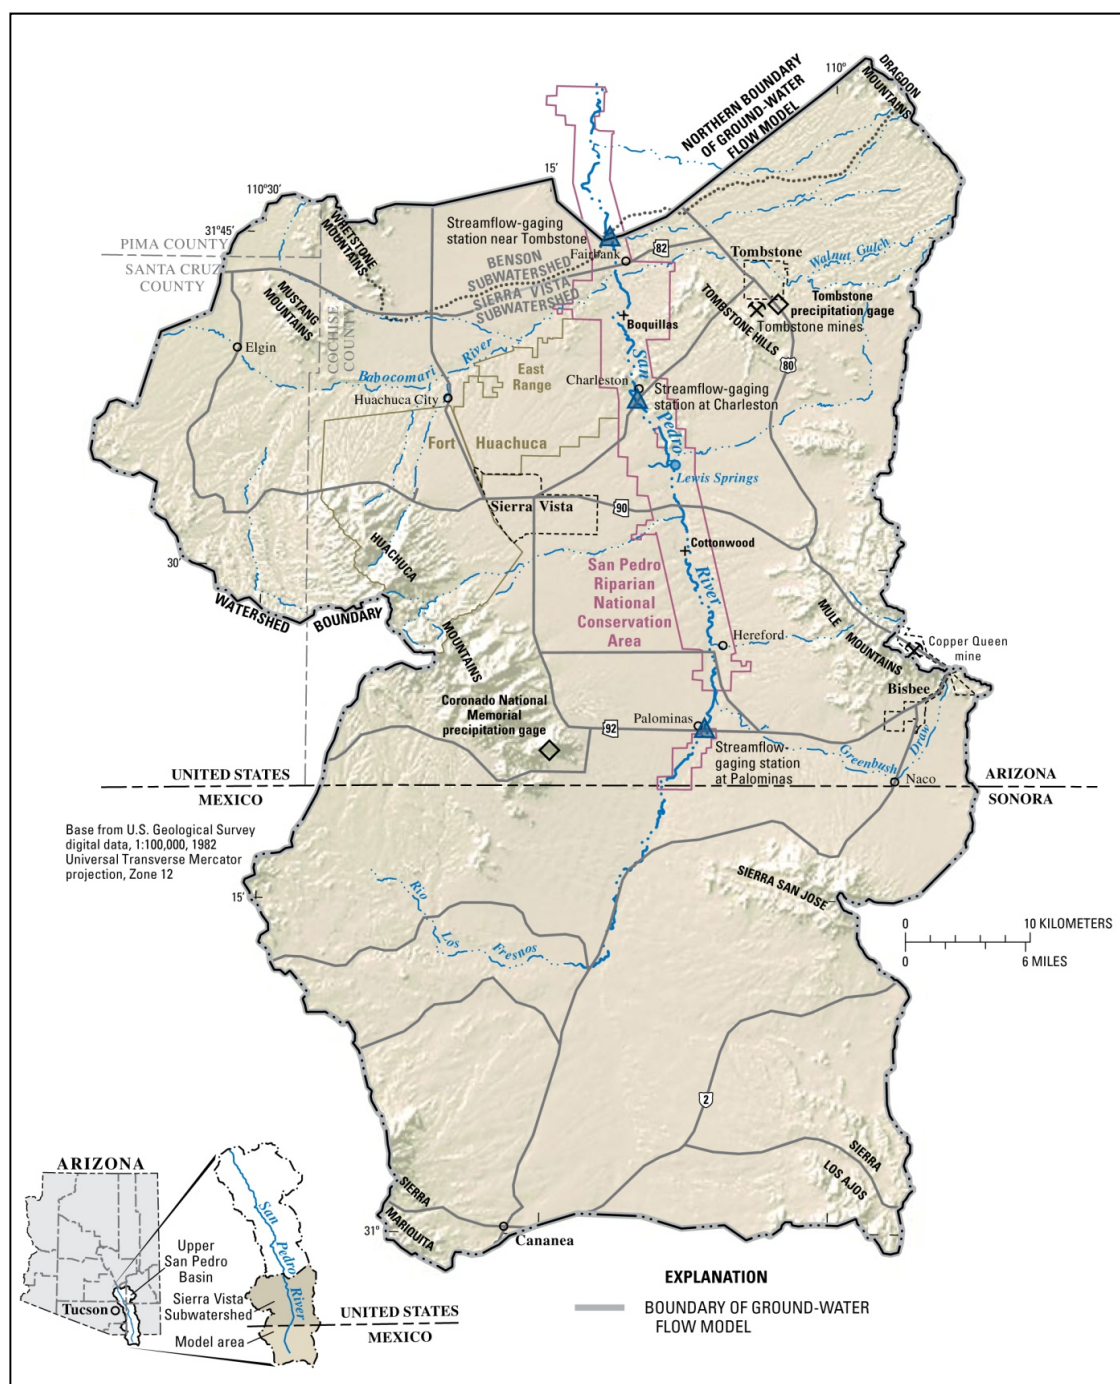 NORTHERN BOUNDARY
OF GROUND-WATER
FLOW MODEL
110°
DRAGOON
MOUNTAINS
15'
110°30'
31°45'
WHETSTONE
MOUNTAINS
PIMA COUNTY
SANTA CRUZ
COUNTY
COCHISE
COUNTY
MUSTANG
MOUNTAINS
Streamflow-gaging
station near Tombstone
BENSON
SUBWATERSHED
SIERRA VISTA
SUBWATERSHED
Fairbank
82
Tombstone
Walnut Gulch
Tombstone
precipitation gage
Tombstone mines
TOMBSTONE HILLS
80
Boquillas
Elgin
Babocomari River
East
Range
Huachuca City
Charleston
Streamflow-gaging
station at Charleston
San Pedro River
Fort Huachuca
Lewis Springs
Sierra Vista
90
Cottonwood
30'
HUACHUCA
MOUNTAINS
WATERSHED BOUNDARY
San Pedro
Riparian
National
Conservation
Area
Hereford
MULE MOUNTAINS
Copper Queen
mine
Bisbee
Coronado National
Memorial
precipitation gage
92
Palominas
Streamflow-
gaging station
at Palominas
r
Greenbush Draw
Naco
UNITED STATES
MEXICO
ARIZONA
SONORA
Base from U.S. Geological Survey
digital data, 1:100,000, 1982
Universal Transverse Mercator
projection, Zone 12
15'
SIERRA SAN JOSE
Rio Los Fresnos
0 10 KILOMETERS
0 6 MILES
2
SIERRA
LOS AJOS
SIERRA
MARIQUITA
31°
Cananea
ARIZONA
Tucson
Upper
San Pedro
Basin
Sierra Vista
Subwatershed
Model area
San Pedro River
UNITED STATES
MEXICO
EXPLANATION
BOUNDARY OF GROUND-WATER
FLOW MODEL